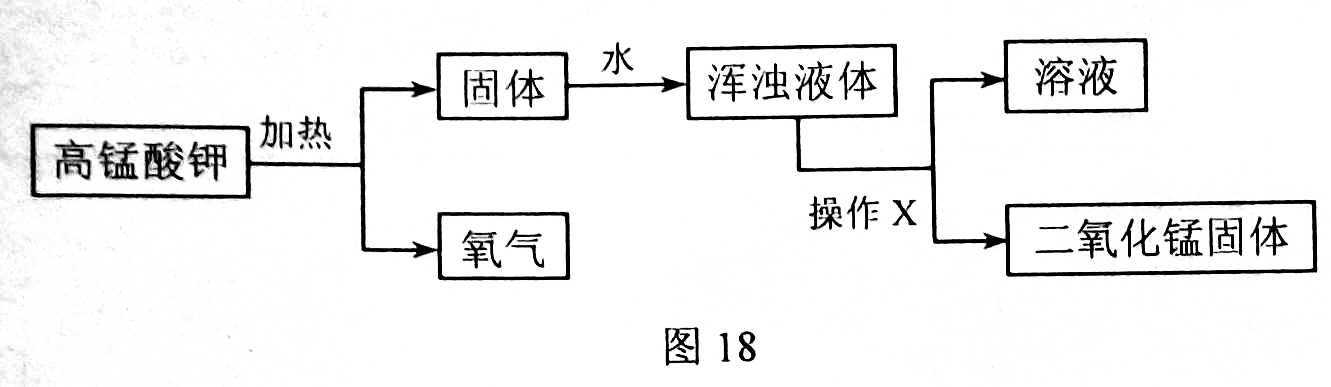 高锰酸钾
加热
固体
水
浑浊液体
溶液
氧气
操作 X
二氧化锰固体
图 18